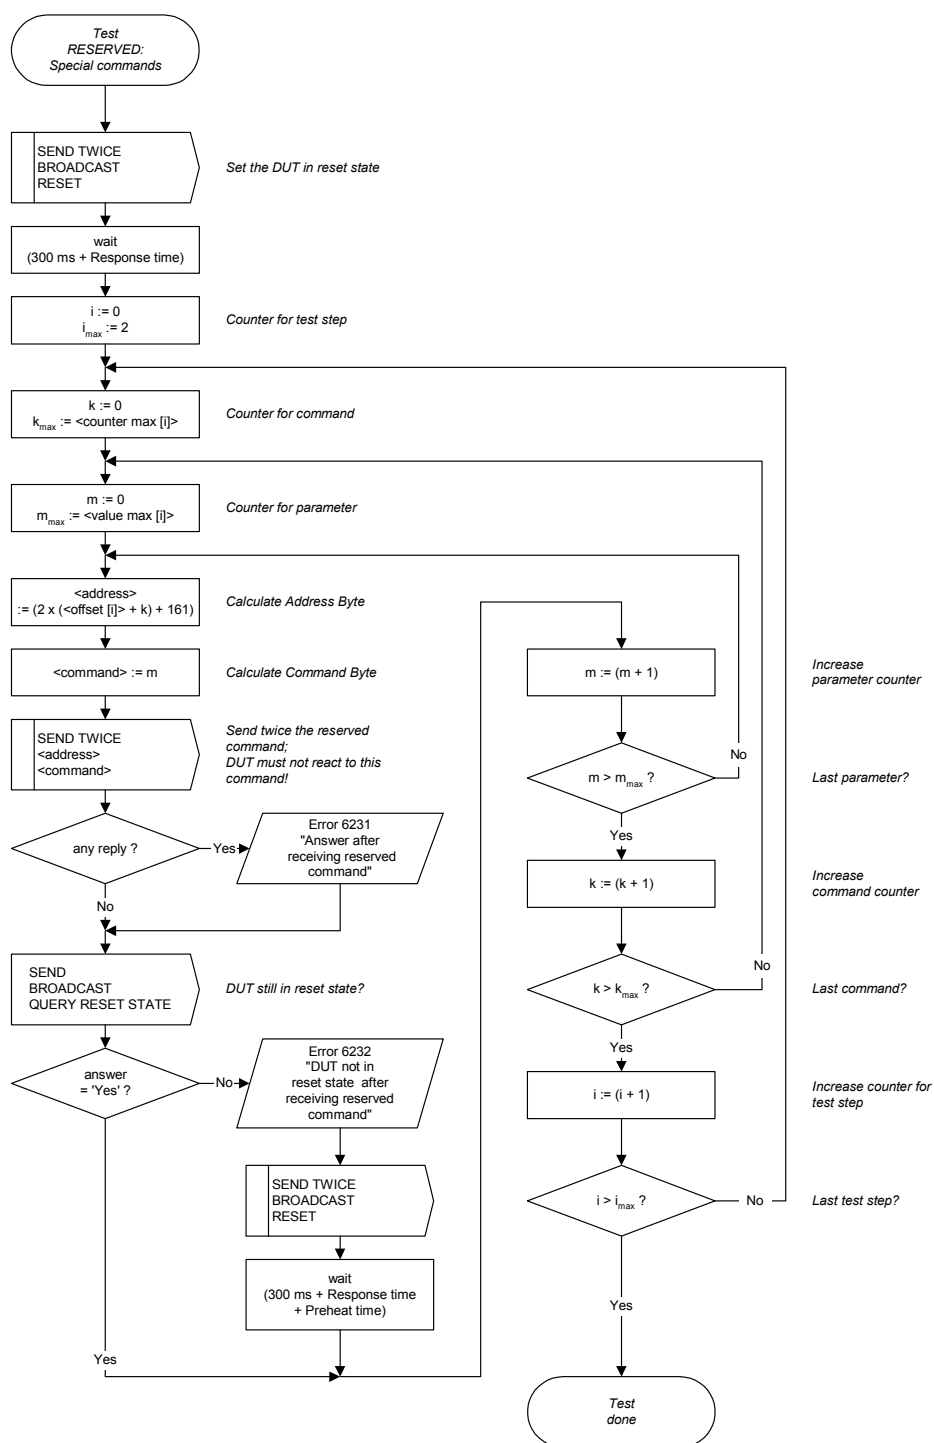 Test
RESERVED:
Special commands
SEND TWICE
BROADCAST
RESET
Set the DUT in reset state
wait
(300 ms + Response time)
i := 0
imax := 2
Counter for test step
k := 0
kmax := <counter max [i]>
Counter for command
m := 0
mmax := <value max [i]>
Counter for parameter
<address>
:= (2 x (<offset [i]> + k) + 161)
Calculate Address Byte
<command> := m
Calculate Command Byte
SEND TWICE
<address>
<command>
Send twice the reserved
command;
DUT must not react to this
command!
any reply ?
Yes
Error 6231
"Answer after
receiving reserved
command"
No
SEND
BROADCAST
QUERY RESET STATE
DUT still in reset state?
answer
= 'Yes' ?
No
Error 6232
"DUT not in
reset state after
receiving reserved
command"
SEND TWICE
BROADCAST
RESET
wait
(300 ms + Response time
+ Preheat time)
Yes
m := (m + 1)
Increase
parameter counter
No
m > mmax ?
Last parameter?
Yes
k := (k + 1)
Increase
command counter
No
k > kmax ?
Last command?
Yes
i := (i + 1)
Increase counter for
test step
i > imax ?
No
Last test step?
Yes
Test
done